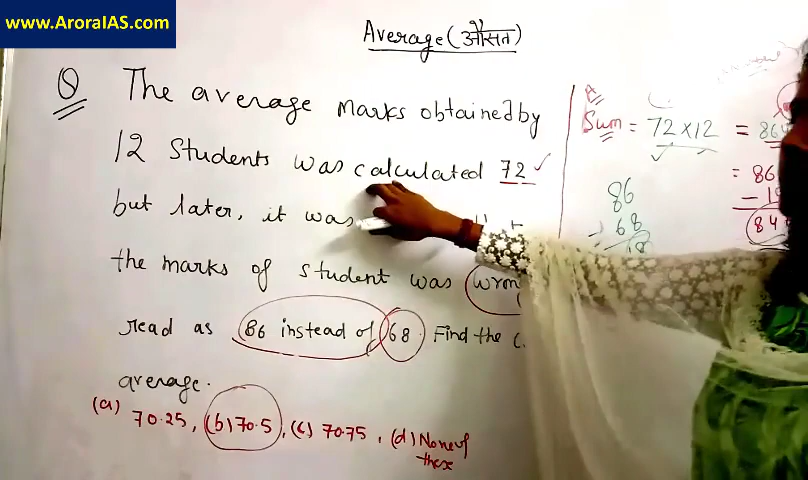 www.AroraIAS.com
Average (औसत)
Q The average marks obtained by
12 Students was calculated 72 ✓
but later, it was
the marks of student was
read as 86 instead of 68. Find the
average.
(a) 70.25, (b) 70.5, (c) 70.75, (d) None of
these
Sum = 72×12 = 864
86
- 68
18
= 86